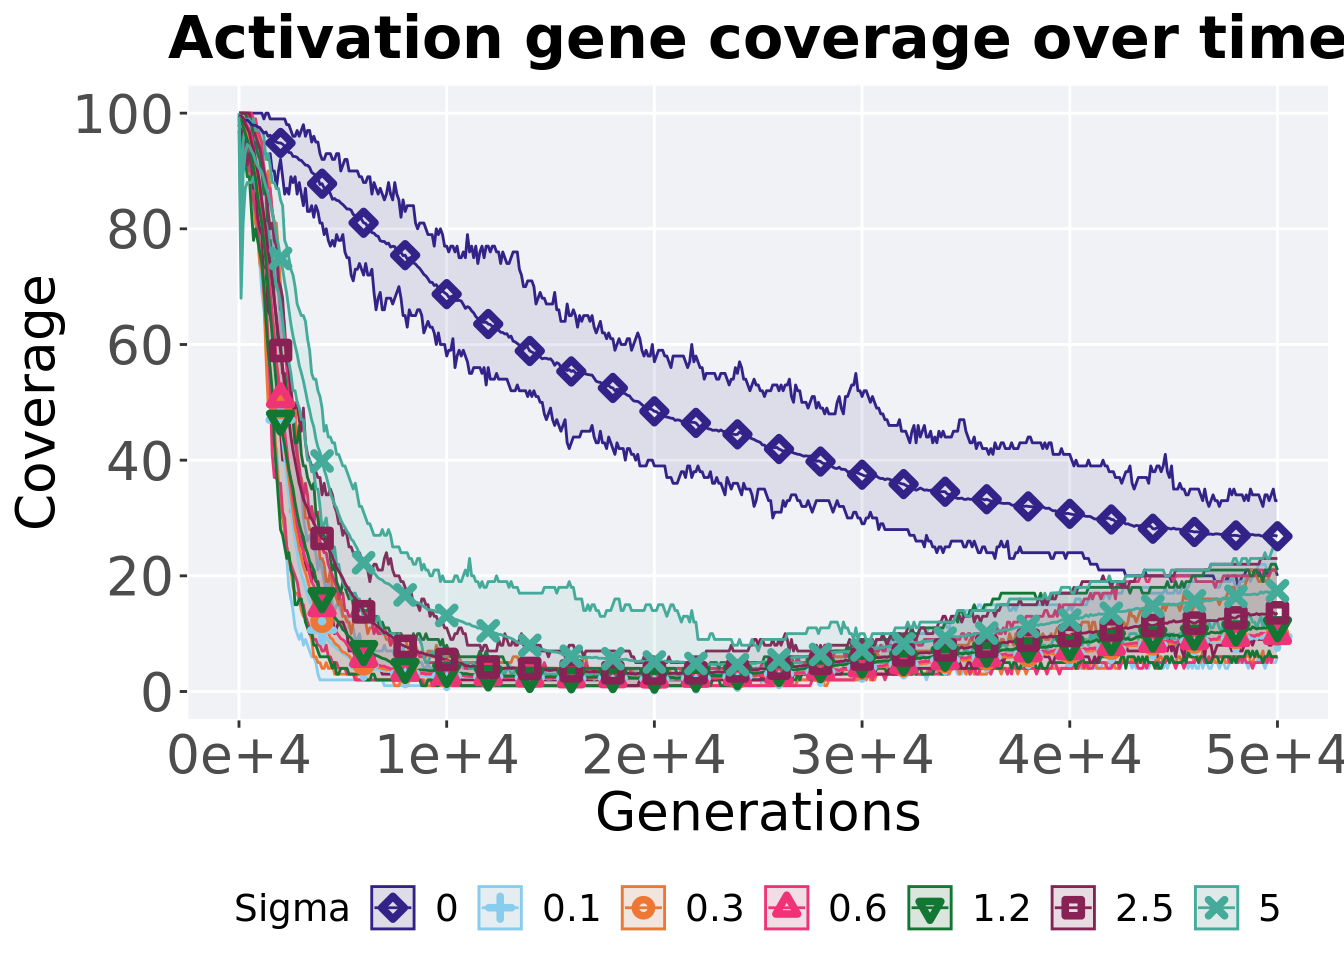 Activation gene coverage over time
100
80
60
40
20
0
Coverage
0e+4 1e+4 2e+4 3e+4 4e+4 5e+4
Generations
Sigma 0 0.1 0.3 0.6 1.2 2.5 5